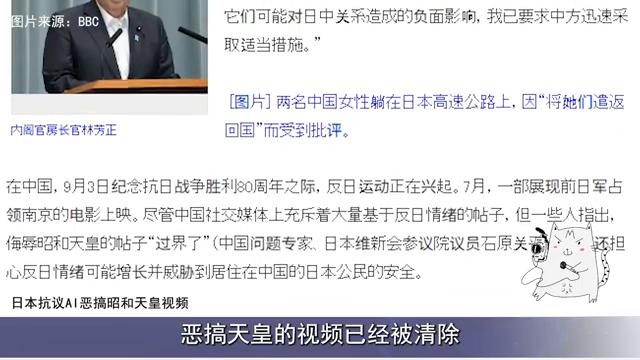 图片来源：BBC
它们可能对日中关系造成的负面影响，我已要求中方迅速采
取适当措施。”
[图片] 两名中国女性躺在日本高速公路上，因“将她们遣返
回国”而受到批评。
内阁官房长官林芳正
在中国，9月3日纪念抗日战争胜利80周年之际，反日运动正在兴起。7月，一部展现前日军占
领南京的电影上映。尽管中国社交媒体上充斥着大量基于反日情绪的帖子，但一些人指出，
侮辱昭和天皇的帖子“过界了”（中国问题专家、日本维新会参议院议员石原关 还担
心反日情绪可能增长并威胁到居住在中国的日本公民的安全。
日本抗议AI恶搞昭和天皇视频
恶搞天皇的视频已经被清除